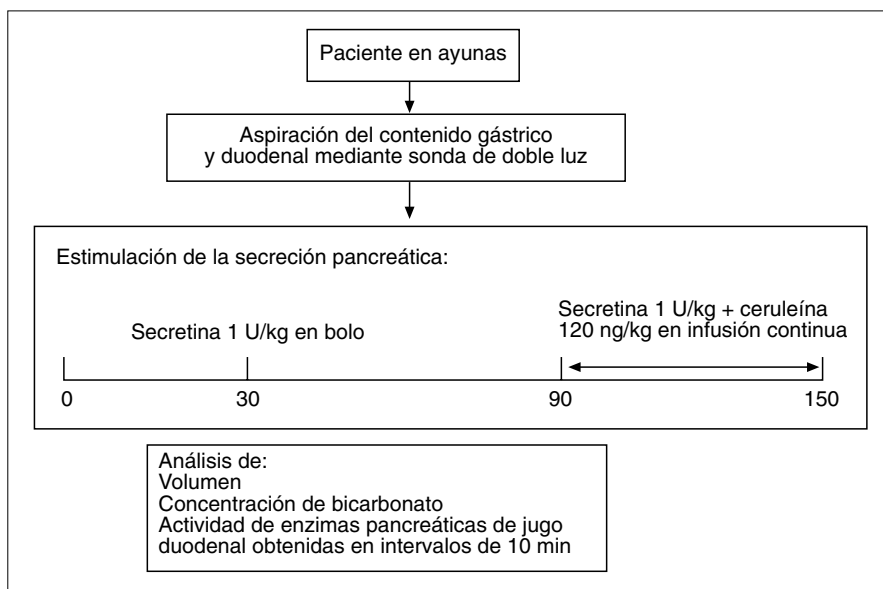 Paciente en ayunas
Aspiración del contenido gástrico
y duodenal mediante sonda de doble luz
Estimulación de la secreción pancreática:
Secretina 1 U/kg en bolo
Secretina 1 U/kg + ceruleína
120 ng/kg en infusión continua
0 30 90 150
Análisis de:
Volumen
Concentración de bicarbonato
Actividad de enzimas pancreáticas de jugo
duodenal obtenidas en intervalos de 10 min